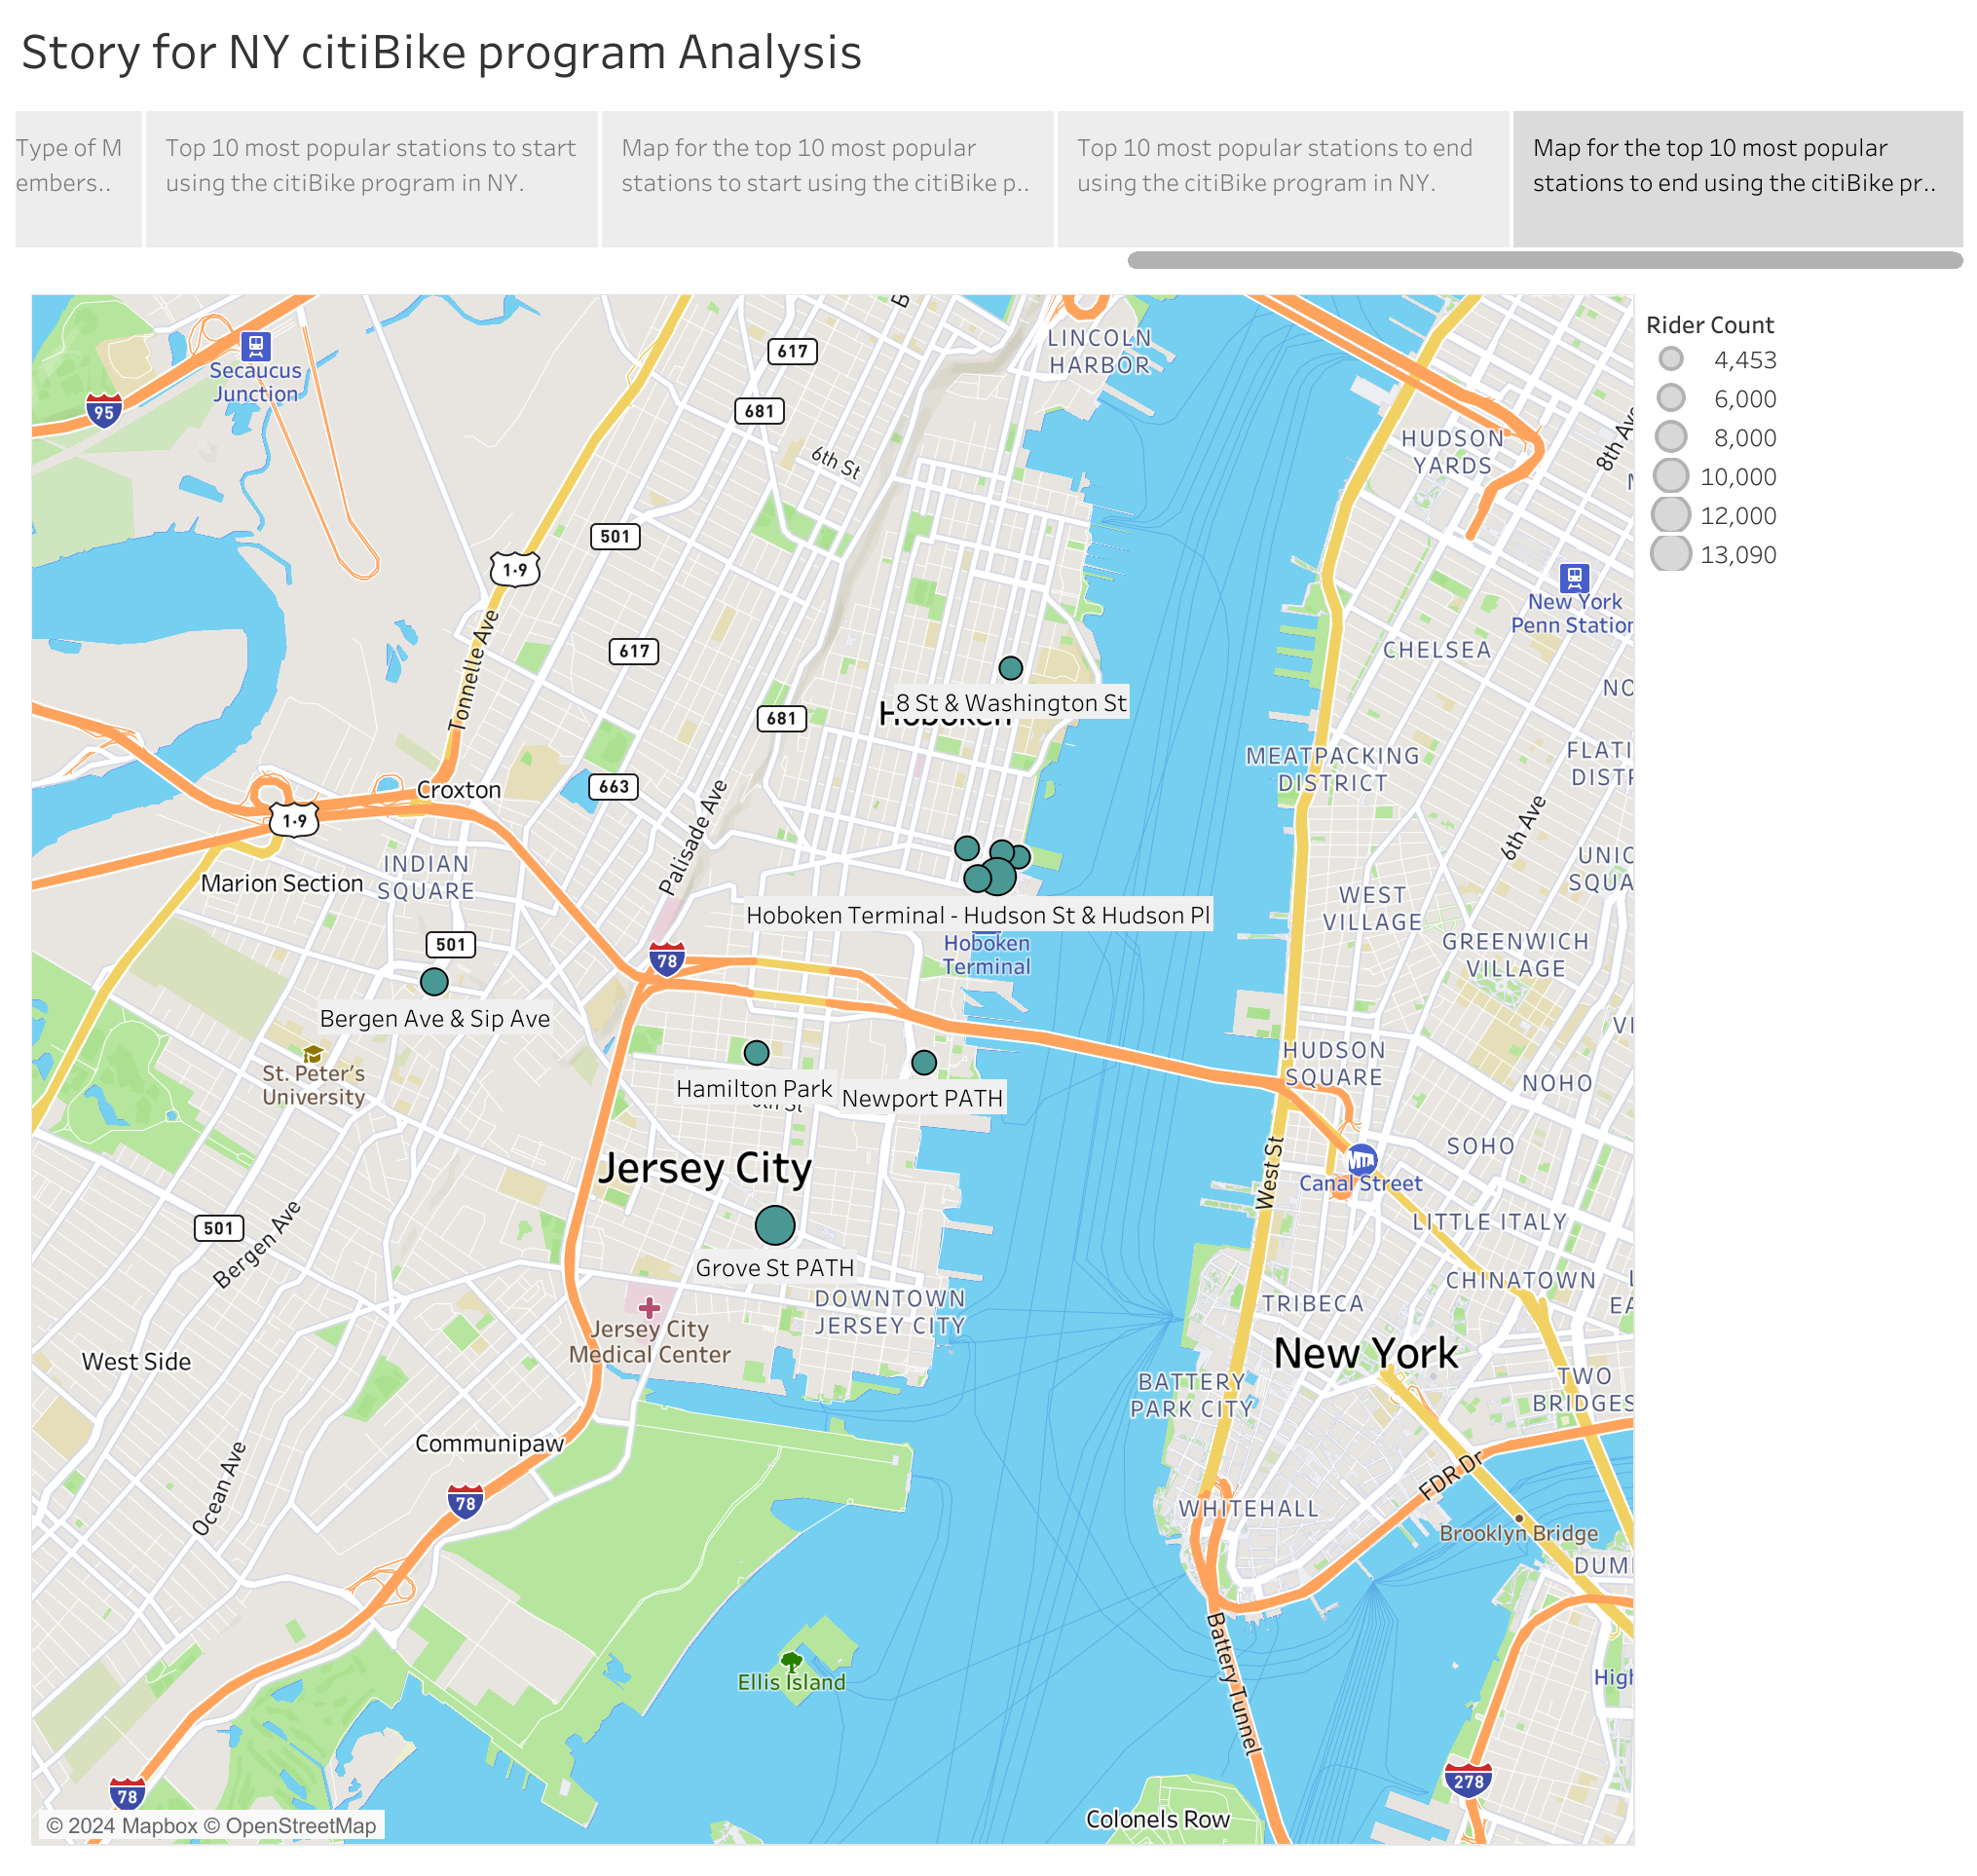 Story for NY citiBike program Analysis
Type of M
embers..
Top 10 most popular stations to start
using the citiBike program in NY.
Map for the top 10 most popular
stations to start using the citiBike p..
Top 10 most popular stations to end
using the citiBike program in NY.
Map for the top 10 most popular
stations to end using the citiBike pr..
Rider Count
4,453
6,000
8,000
10,000
12,000
13,090
LINCOLN
HARBOR
617
Secaucus
Junction
95
681
6th St
HUDSON
YARDS
8th Av
501
1·9
New York
Penn Station
617
CHELSEA
Tonnelle Ave
8 St & Washington St
Hoboken
681
NO
MEATPACKING
DISTRICT
FLATI
DISTR
663
Croxton
1·9
Palisade Ave
6th Ave
INDIAN
SQUARE
Marion Section
UNIO
SQUA
WEST
VILLAGE
Hoboken Terminal - Hudson St & Hudson Pl
Hoboken
Terminal
GREENWICH
VILLAGE
501
78
Bergen Ave & Sip Ave
VI
St. Peter's
University
HUDSON
SQUARE
NOHO
Hamilton Park
Newport PATH
SOHO
Jersey City
MTA
Canal Street
West St
501
Bergen Ave
LITTLE ITALY
Grove St PATH
CHINATOWN
EA
DOWNTOWN
JERSEY CITY
TRIBECA
Jersey City
Medical Center
New York
West Side
BATTERY
PARK CITY
TWO
BRIDGES
Communipaw
Ocean Ave
78
FDR Dr
WHITEHALL
Brooklyn Bridge
DUM
Battery Tunnel
Ellis Island
High
78
278
Colonels Row
© 2024 Mapbox © OpenStreetMap